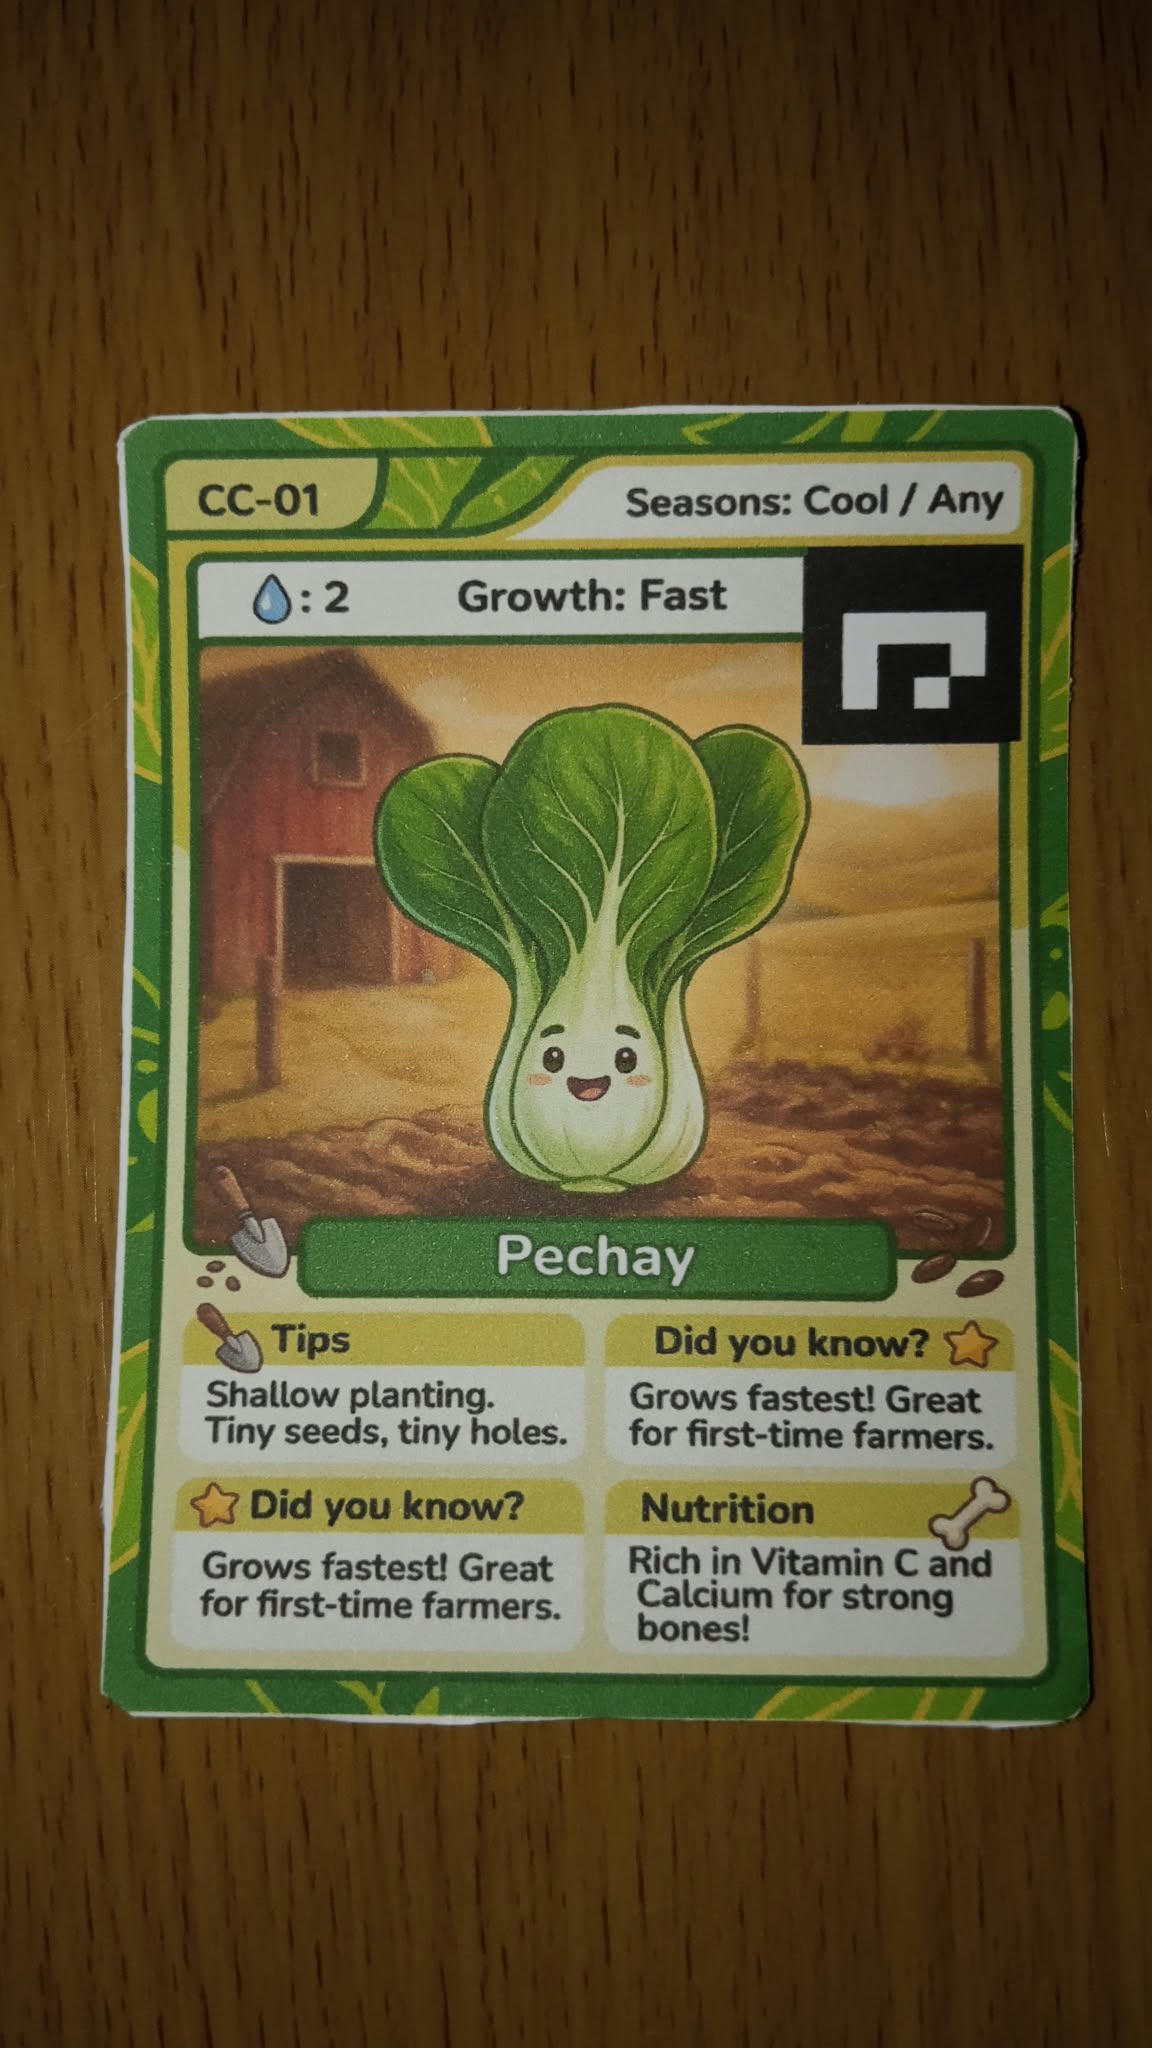 CC-01
Seasons: Cool / Any
: 2
Growth: Fast
Pechay
Tips
Shallow planting.
Tiny seeds, tiny holes.
Did you know?
Grows fastest! Great
for first-time farmers.
Did you know?
Grows fastest! Great
for first-time farmers.
Nutrition
Rich in Vitamin C and
Calcium for strong
bones!